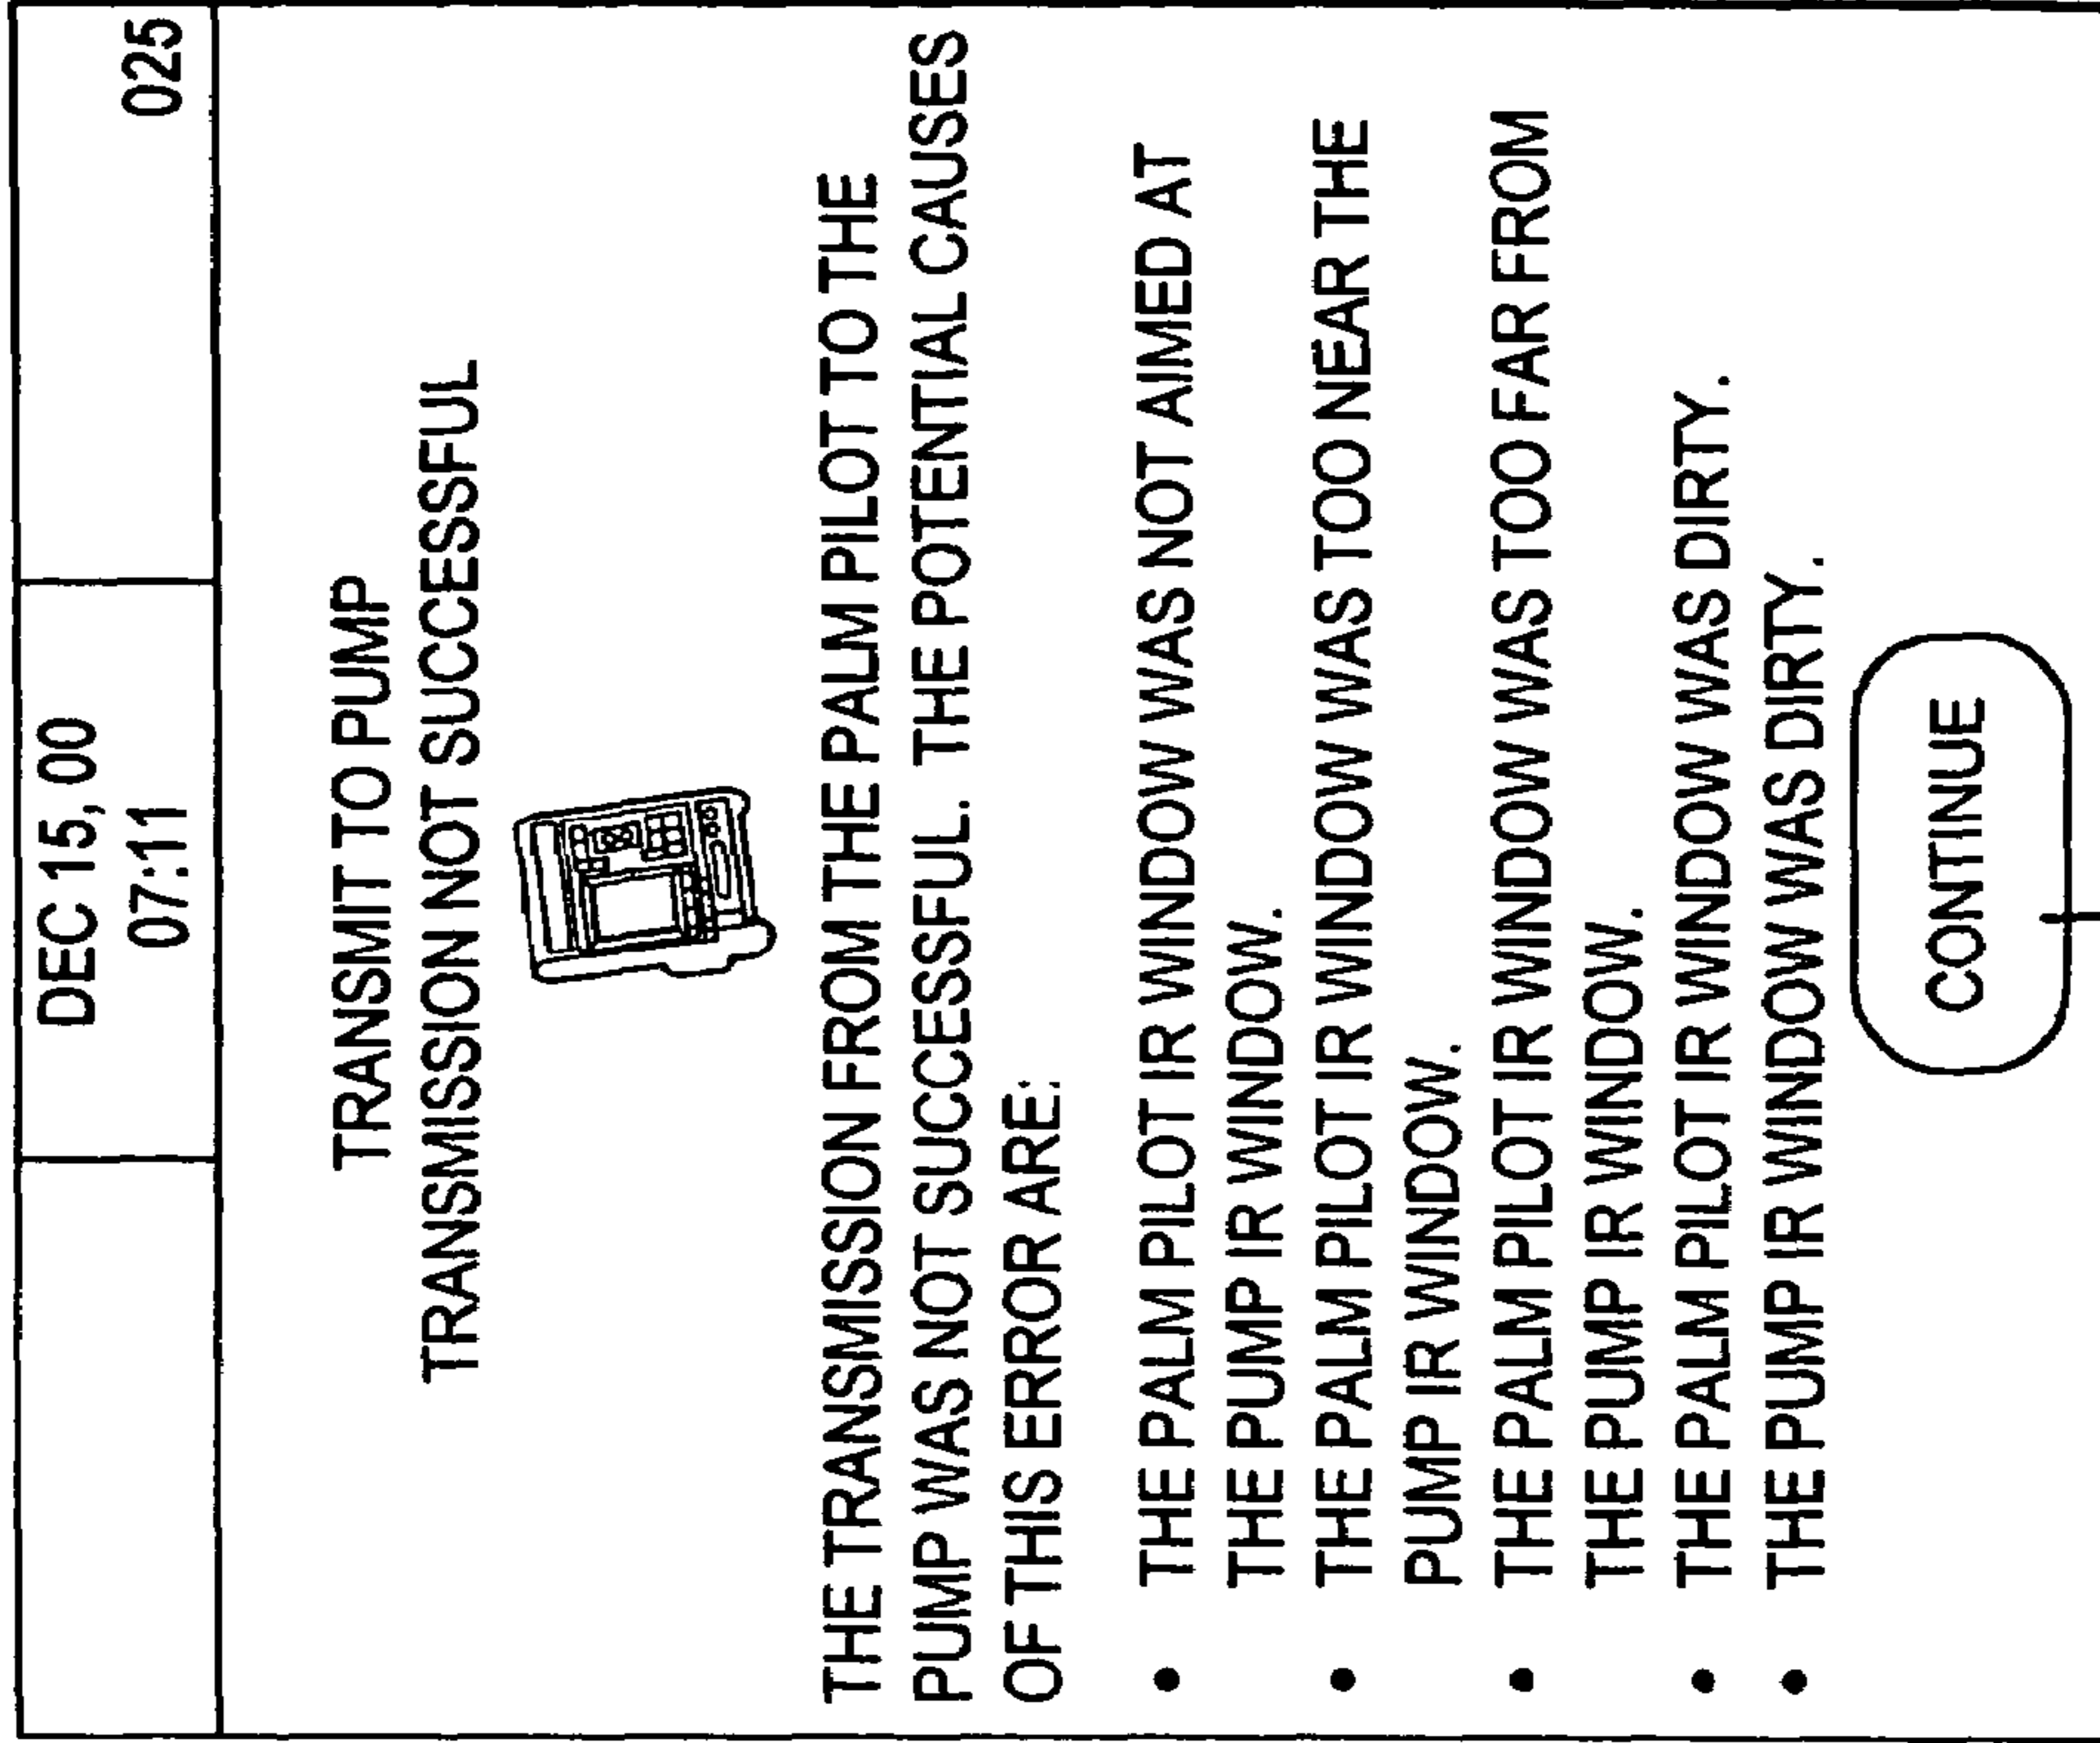 DEC 15, 00
07:11
025
TRANSMIT TO PUMP
TRANSMISSION NOT SUCCESSFUL
THE TRANSMISSION FROM THE PALM PILOT TO THE
PUMP WAS NOT SUCCESSFUL. THE POTENTIAL CAUSES
OF THIS ERROR ARE:
• THE PALM PILOT IR WINDOW WAS NOT AIMED AT
THE PUMP IR WINDOW.
• THE PALM PILOT IR WINDOW WAS TOO NEAR THE
PUMP IR WINDOW.
• THE PALM PILOT IR WINDOW WAS TOO FAR FROM
THE PUMP IR WINDOW.
• THE PALM PILOT IR WINDOW WAS DIRTY.
• THE PUMP IR WINDOW WAS DIRTY.
CONTINUE